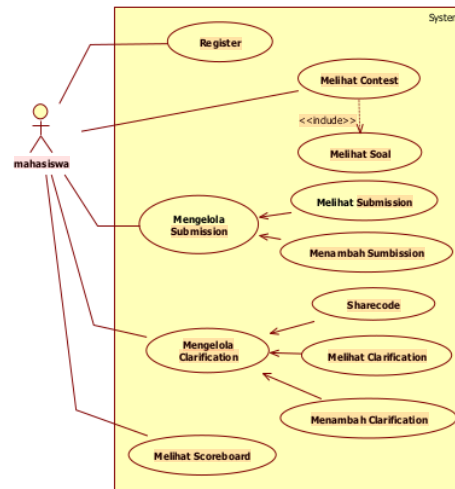 System
Register
Melihat Contest
<<include>>
mahasiswa
Melihat Soal
Melihat Submission
Mengelola
Submission
Menambah Sumbission
Sharecode
Mengelola
Clarification
Melihat Clarification
Menambah Clarification
Melihat Scoreboard